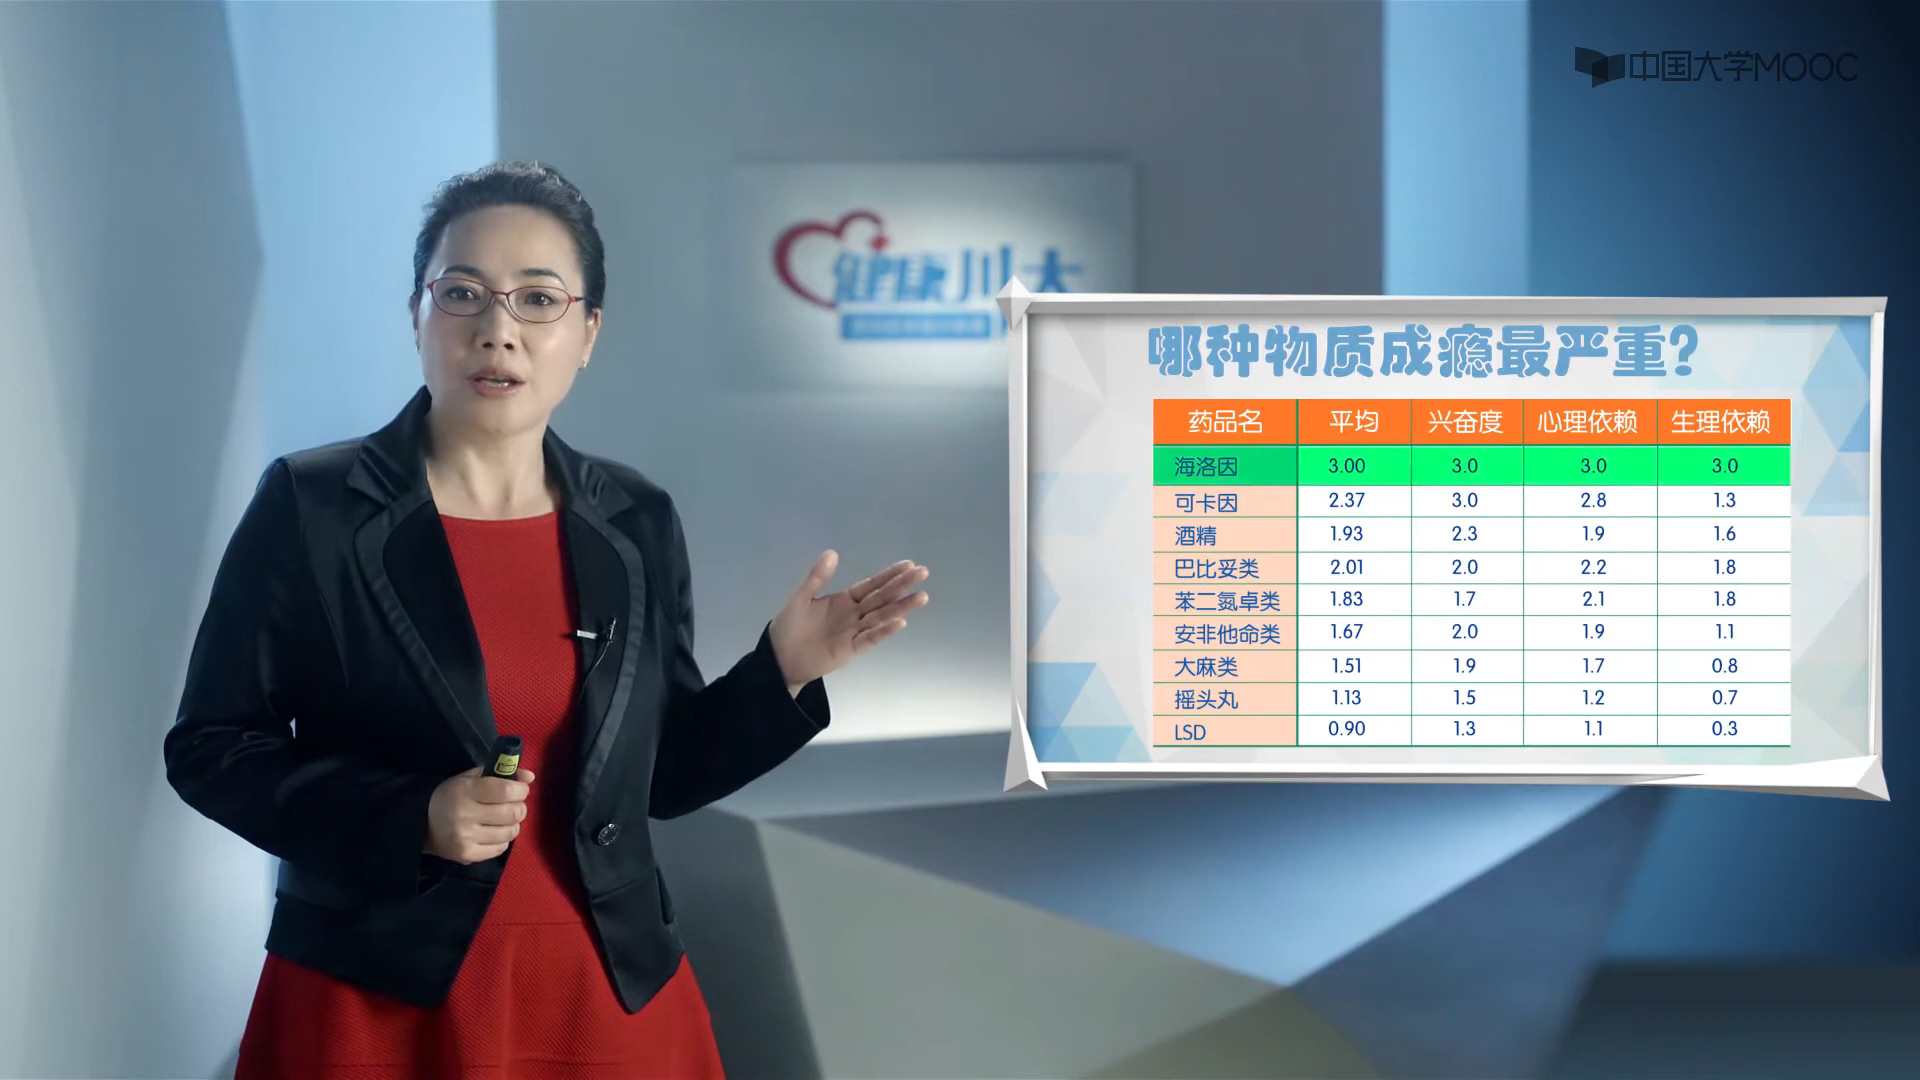 中国大学MOOC
健康川大
哪种物质成瘾最严重?
药品名 平均 兴奋度 心理依赖 生理依赖
海洛因 3.00 3.0 3.0 3.0
可卡因 2.37 3.0 2.8 1.3
酒精 1.93 2.3 1.9 1.6
巴比妥类 2.01 2.0 2.2 1.8
苯二氮卓类 1.83 1.7 2.1 1.8
安非他命类 1.67 2.0 1.9 1.1
大麻类 1.51 1.9 1.7 0.8
摇头丸 1.13 1.5 1.2 0.7
LSD 0.90 1.3 1.1 0.3